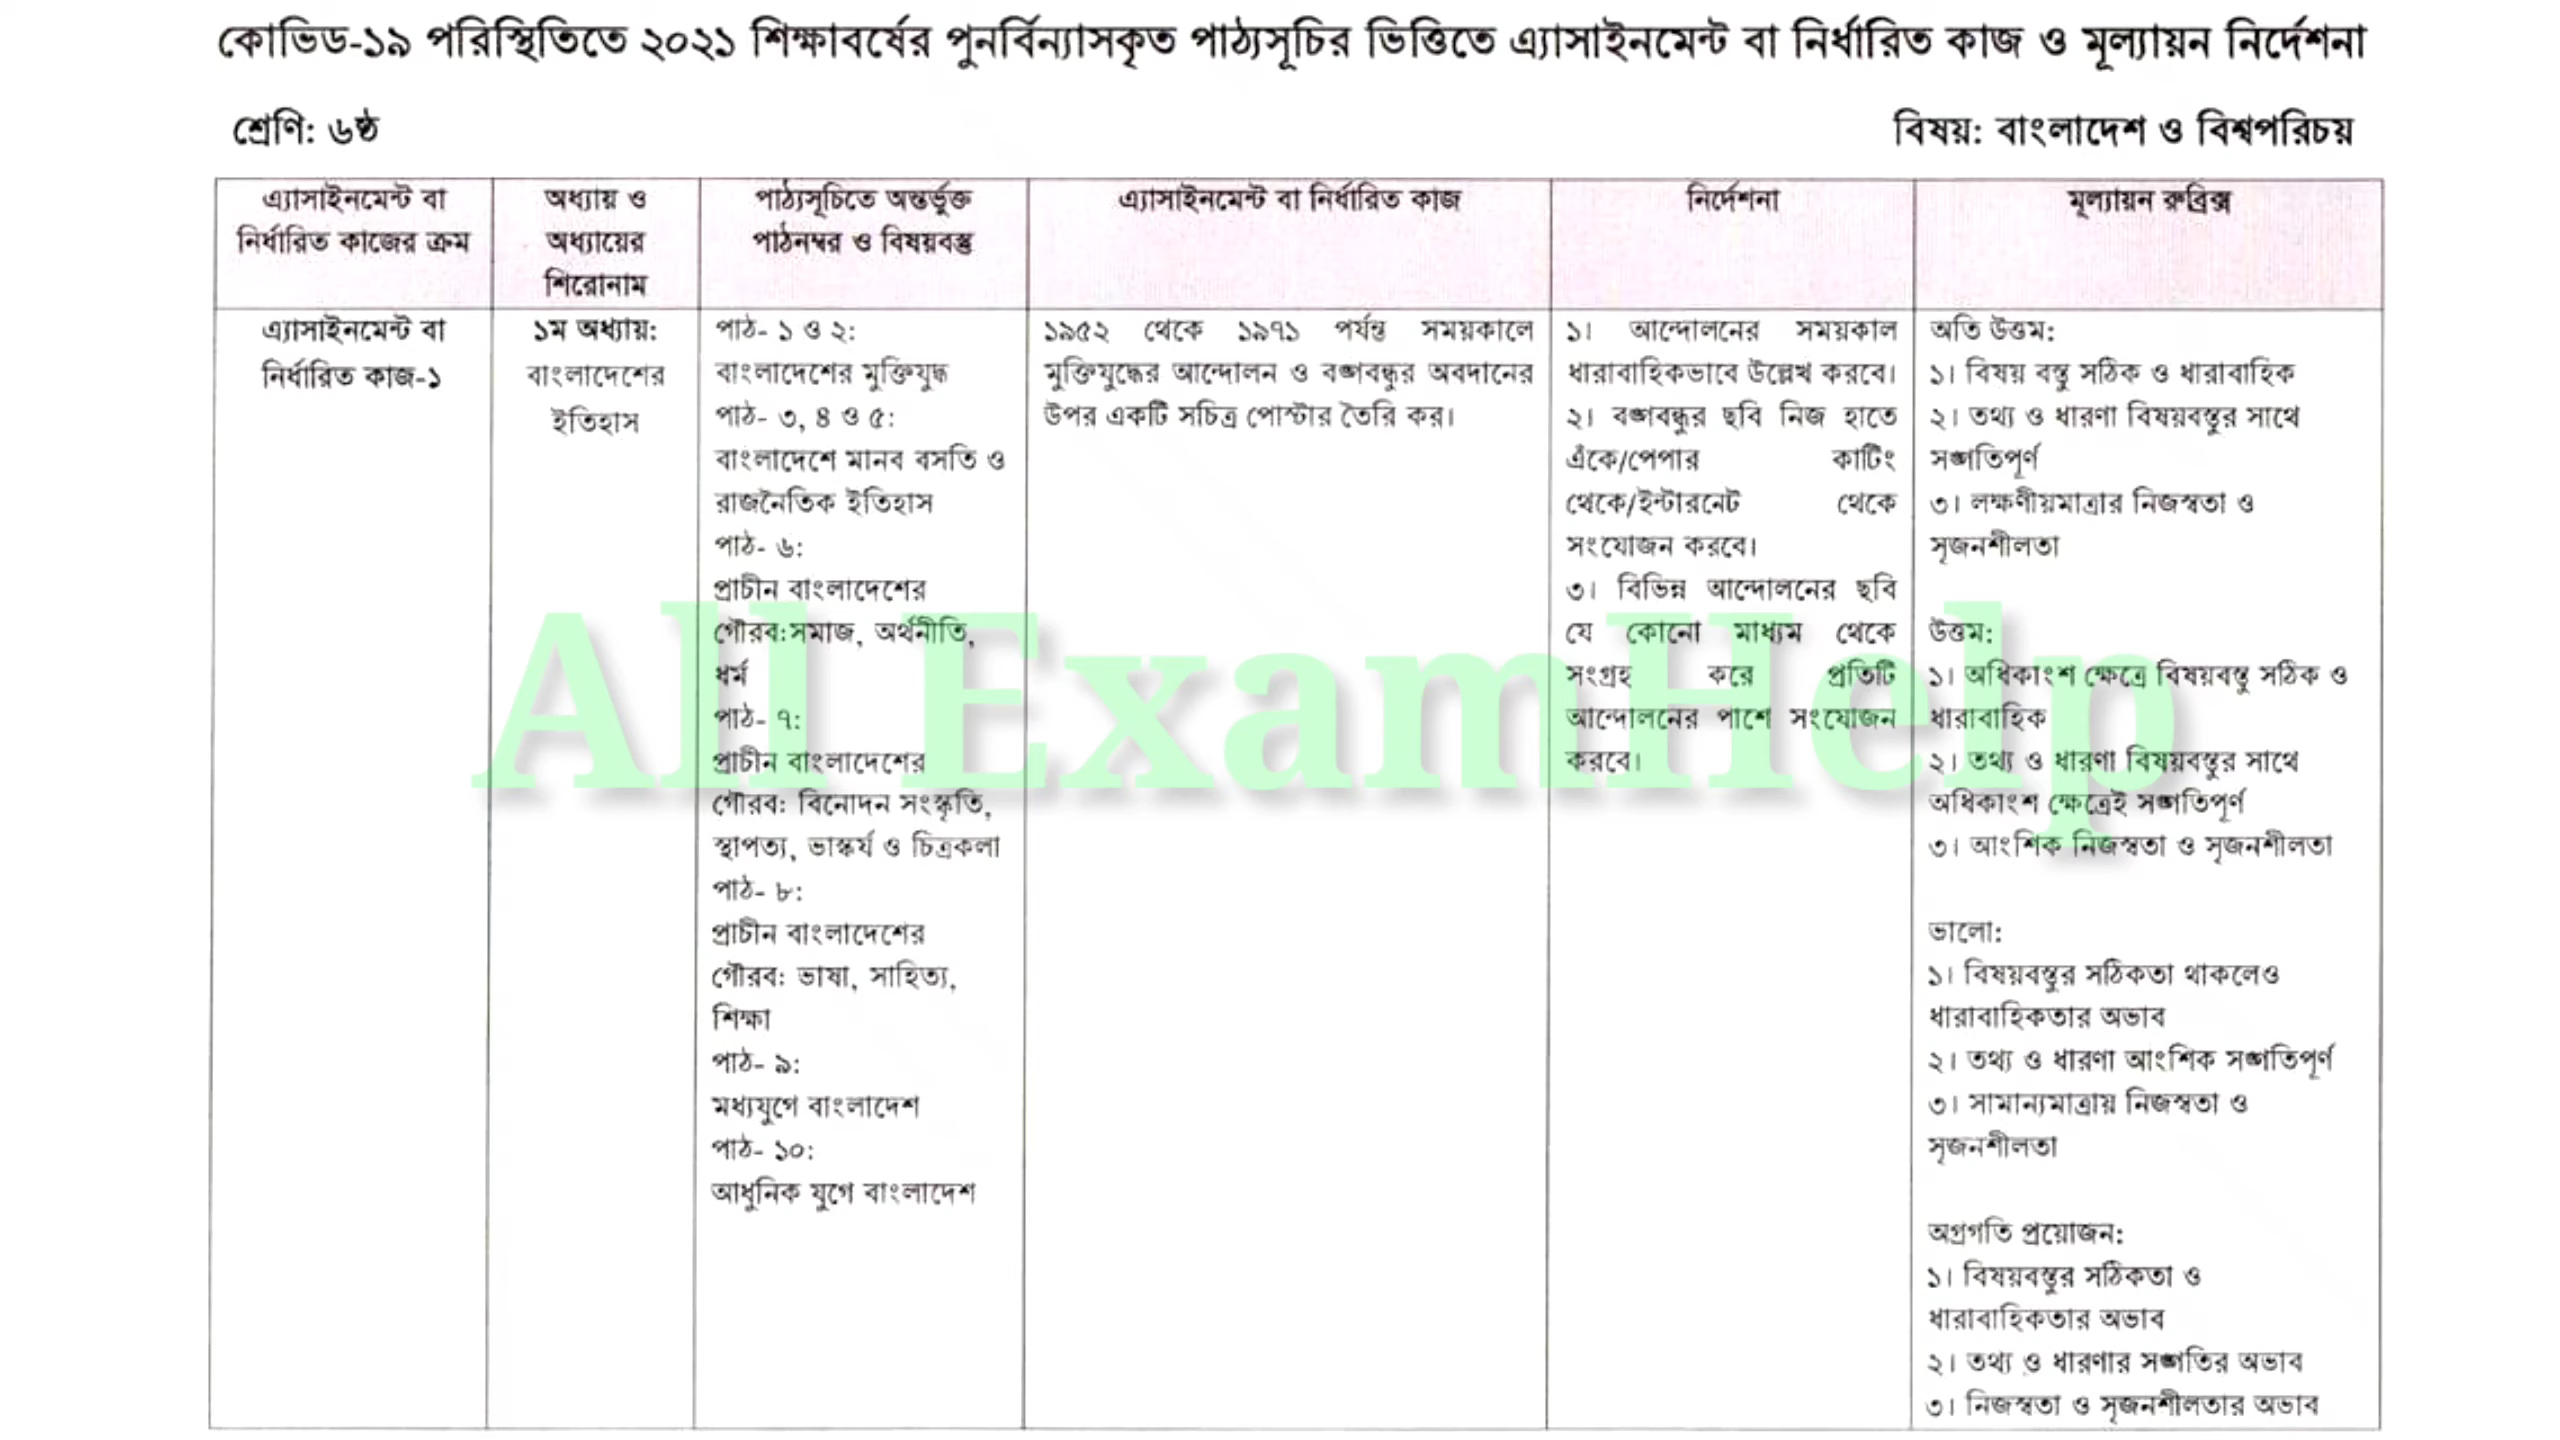 কোভিড-১৯ পরিস্থিতিতে ২০২১ শিক্ষাবর্ষের পুনর্বিন্যাসকৃত পাঠ্যসূচির ভিত্তিতে এ্যাসাইনমেন্ট বা নির্ধারিত কাজ ও মূল্যায়ন নির্দেশনা
শ্রেণি: ৬ষ্ঠ
বিষয়: বাংলাদেশ ও বিশ্বপরিচয়
এ্যাসাইনমেন্ট বা
নির্ধারিত কাজের ক্রম
অধ্যায় ও
অধ্যায়ের
শিরোনাম
পাঠ্যসূচিতে অন্তর্ভুক্ত
পাঠনম্বর ও বিষয়বস্তু
এ্যাসাইনমেন্ট বা নির্ধারিত কাজ
নির্দেশনা
মূল্যায়ন রুব্রিক্স
এ্যাসাইনমেন্ট বা
নির্ধারিত কাজ-১
১ম অধ্যায়:
বাংলাদেশের
ইতিহাস
পাঠ- ১ ও ২:
বাংলাদেশের মুক্তিযুদ্ধ
পাঠ- ৩, ৪ ও ৫:
বাংলাদেশে মানব বসতি ও
রাজনৈতিক ইতিহাস
পাঠ- ৬:
প্রাচীন বাংলাদেশের
গৌরব:সমাজ, অর্থনীতি,
ধর্ম
পাঠ- ৭:
প্রাচীন বাংলাদেশের
গৌরব: বিনোদন সংস্কৃতি,
স্থাপত্য, ভাস্কর্য ও চিত্রকলা
পাঠ- ৮:
প্রাচীন বাংলাদেশের
গৌরব: ভাষা, সাহিত্য,
শিক্ষা
পাঠ- ৯:
মধ্যযুগে বাংলাদেশ
পাঠ- ১০:
আধুনিক যুগে বাংলাদেশ
১৯৫২ থেকে ১৯৭১ পর্যন্ত সময়কালে
মুক্তিযুদ্ধের আন্দোলন ও বঙ্গবন্ধুর অবদানের
উপর একটি সচিত্র পোস্টার তৈরি কর।
১। আন্দোলনের সময়কাল
ধারাবাহিকভাবে উল্লেখ করবে।
২। বঙ্গবন্ধুর ছবি নিজ হাতে
এঁকে/পেপার কাটিং
থেকে/ইন্টারনেট থেকে
সংযোজন করবে।
৩। বিভিন্ন আন্দোলনের ছবি
যে কোনো মাধ্যম থেকে
সংগ্রহ করে প্রতিটি
আন্দোলনের পাশে সংযোজন
করবে।
অতি উত্তম:
১। বিষয় বস্তু সঠিক ও ধারাবাহিক
২। তথ্য ও ধারণা বিষয়বস্তুর সাথে
সঙ্গতিপূর্ণ
৩। লক্ষণীয়মাত্রার নিজস্বতা ও
সৃজনশীলতা
উত্তম:
১। অধিকাংশ ক্ষেত্রে বিষয়বস্তু সঠিক ও
ধারাবাহিক
২। তথ্য ও ধারণা বিষয়বস্তুর সাথে
অধিকাংশ ক্ষেত্রেই সঙ্গতিপূর্ণ
৩। আংশিক নিজস্বতা ও সৃজনশীলতা
ভালো:
১। বিষয়বস্তুর সঠিকতা থাকলেও
ধারাবাহিকতার অভাব
২। তথ্য ও ধারণা আংশিক সঙ্গতিপূর্ণ
৩। সামান্যমাত্রায় নিজস্বতা ও
সৃজনশীলতা
অগ্রগতি প্রয়োজন:
১। বিষয়বস্তুর সঠিকতা ও
ধারাবাহিকতার অভাব
২। তথ্য ও ধারণার সঙ্গতির অভাব
৩। নিজস্বতা ও সৃজনশীলতার অভাব
All ExamHelp